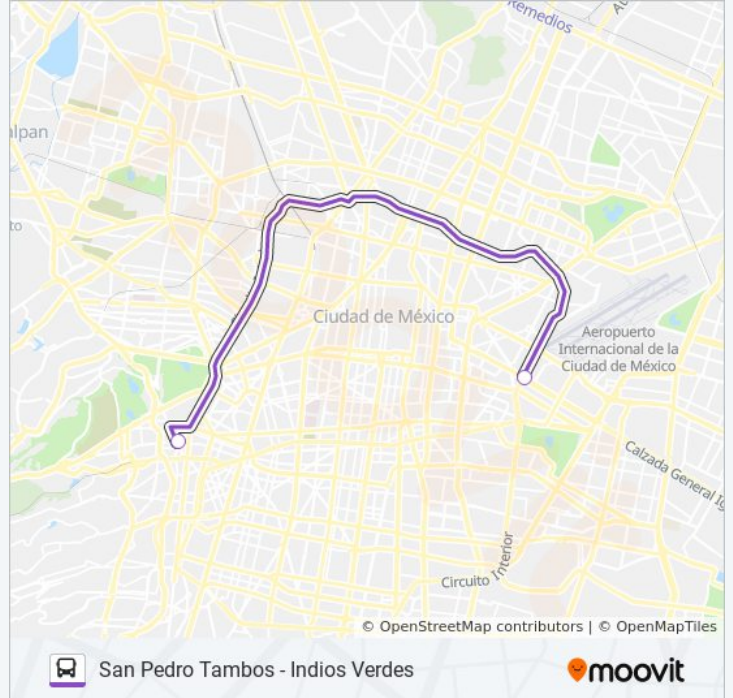 Remedios
alpan
to
Ciudad de México
Aeropuerto
Internacional de la
Ciudad de México
Calzada General Ig
Circuito Interior
© OpenStreetMap contributors | © OpenMapTiles
San Pedro Tambos - Indios Verdes
moovit